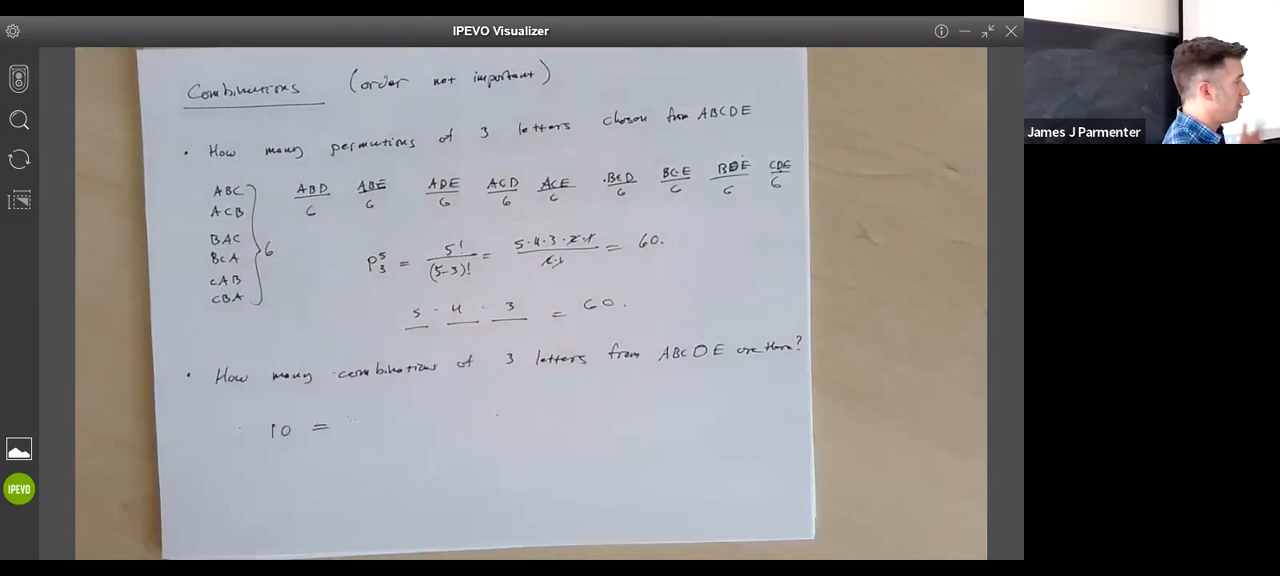 IPEVO Visualizer
James J Parmenter
Combinations (order not important)
• How many permutions of 3 letters chosen from ABCDE
ABC
ACB
BAC
BCA
CAB
CBA
6
ABD ABE ADE ACD ACE BCD BCE BDE CDE
6 6 6 6 6 6 6 6 6
P₃⁵ = 5!/(5-3)! = 5·4·3·2·1/2·1 = 60.
5 · 4 · 3 = 60.
• How many combinations of 3 letters from ABCDE are there?
10 =
IPEVO